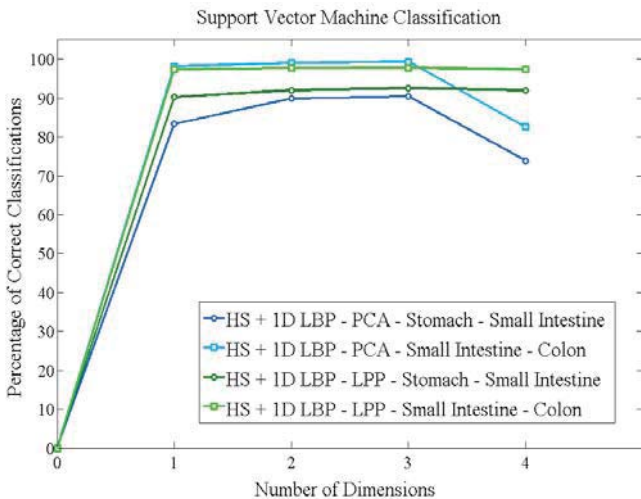 Support Vector Machine Classification
Percentage of Correct Classifications
100
90
80
70
60
50
40
30
20
10
0
HS + 1D LBP - PCA - Stomach - Small Intestine
HS + 1D LBP - PCA - Small Intestine - Colon
HS + 1D LBP - LPP - Stomach - Small Intestine
HS + 1D LBP - LPP - Small Intestine - Colon
0 1 2 3 4
Number of Dimensions